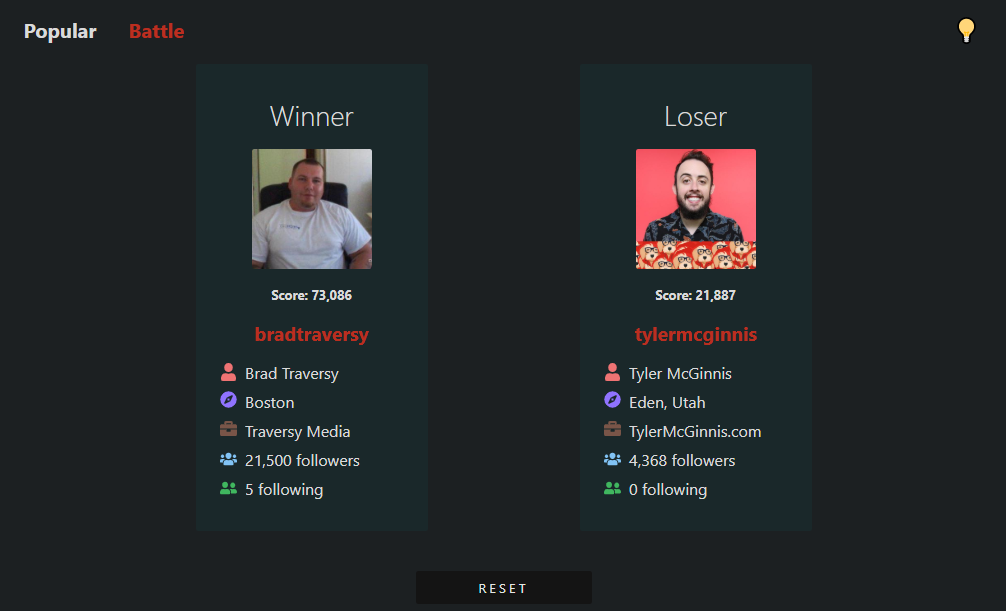 Popular Battle
Winner
Score: 73,086
bradtraversy
Brad Traversy
Boston
Traversy Media
21,500 followers
5 following
Loser
Score: 21,887
tylermcginnis
Tyler McGinnis
Eden, Utah
TylerMcGinnis.com
4,368 followers
0 following
RESET